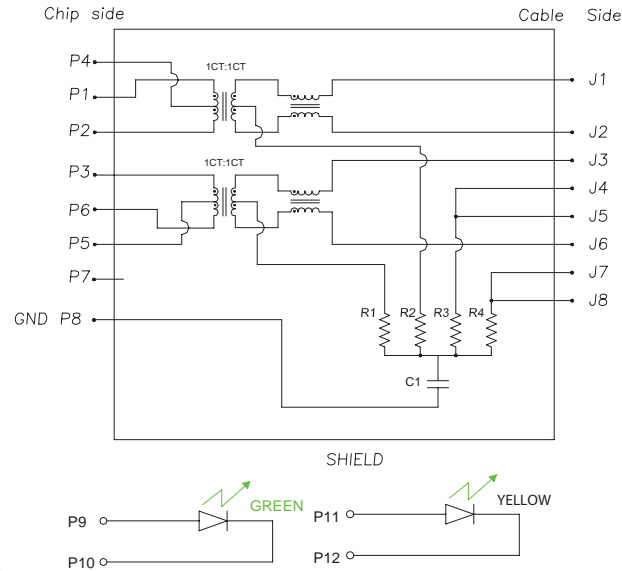 Chip side
Cable Side
P4
1CT:1CT
P1
J1
P2
J2
P3
1CT:1CT
J3
J4
P6
J5
P5
J6
P7
J7
J8
GND P8
R1 R2 R3 R4
C1
SHIELD
GREEN
YELLOW
P9
P11
P10
P12